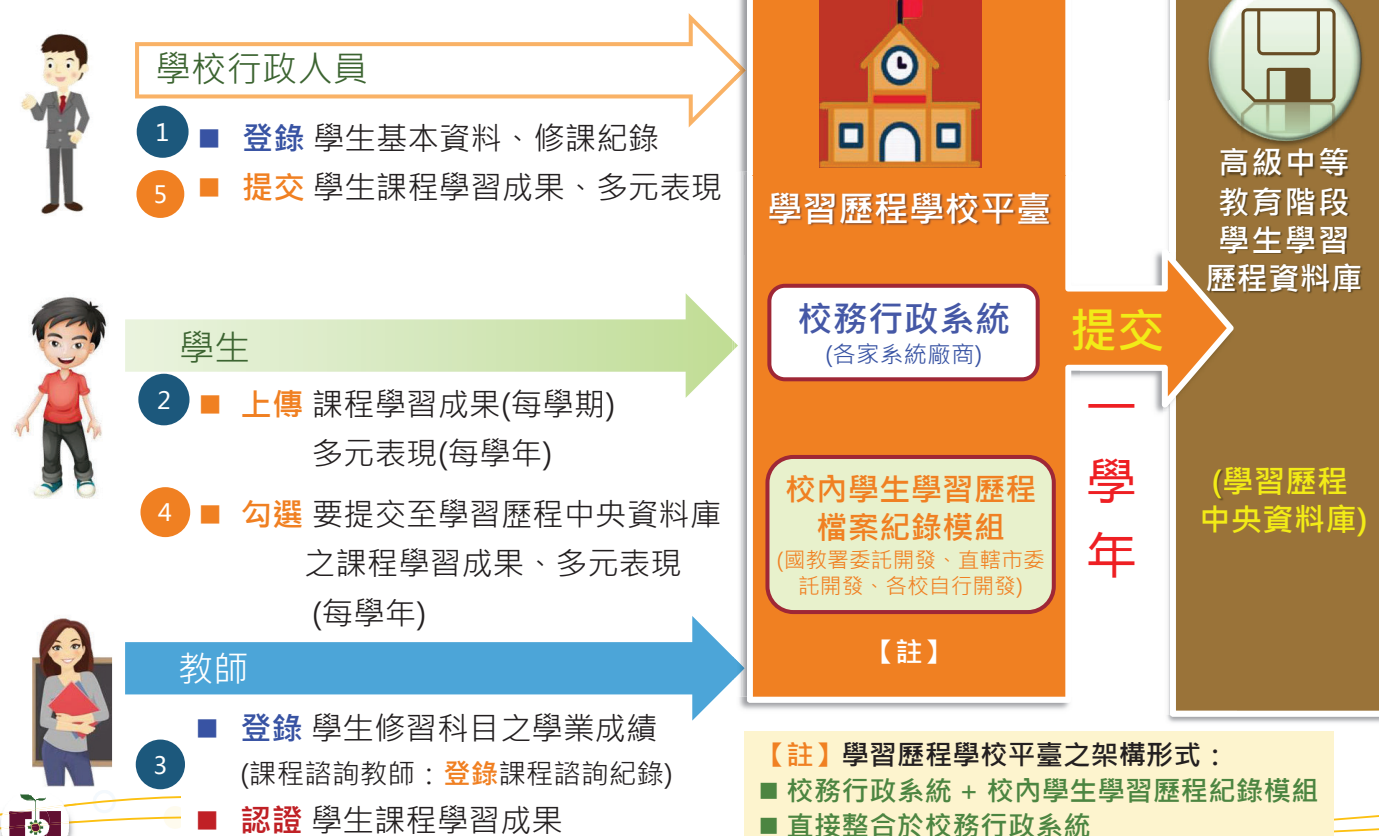 學校行政人員
1 ■ 登錄 學生基本資料、修課紀錄
5 ■ 提交 學生課程學習成果、多元表現
學生
2 ■ 上傳 課程學習成果(每學期)
多元表現(每學年)
4 ■ 勾選 要提交至學習歷程中央資料庫
之課程學習成果、多元表現
(每學年)
教師
■ 登錄 學生修習科目之學業成績
3
(課程諮詢教師：登錄課程諮詢紀錄)
■ 認證 學生課程學習成果
學習歷程學校平臺
校務行政系統
(各家系統廠商)
校內學生學習歷程
檔案紀錄模組
(國教署委託開發、直轄市委
託開發、各校自行開發)
【註】
提交
一
學
年
高級中等
教育階段
學生學習
歷程資料庫
(學習歷程
中央資料庫)
【註】學習歷程學校平臺之架構形式：
■ 校務行政系統 + 校內學生學習歷程紀錄模組
■ 直接整合於校務行政系統